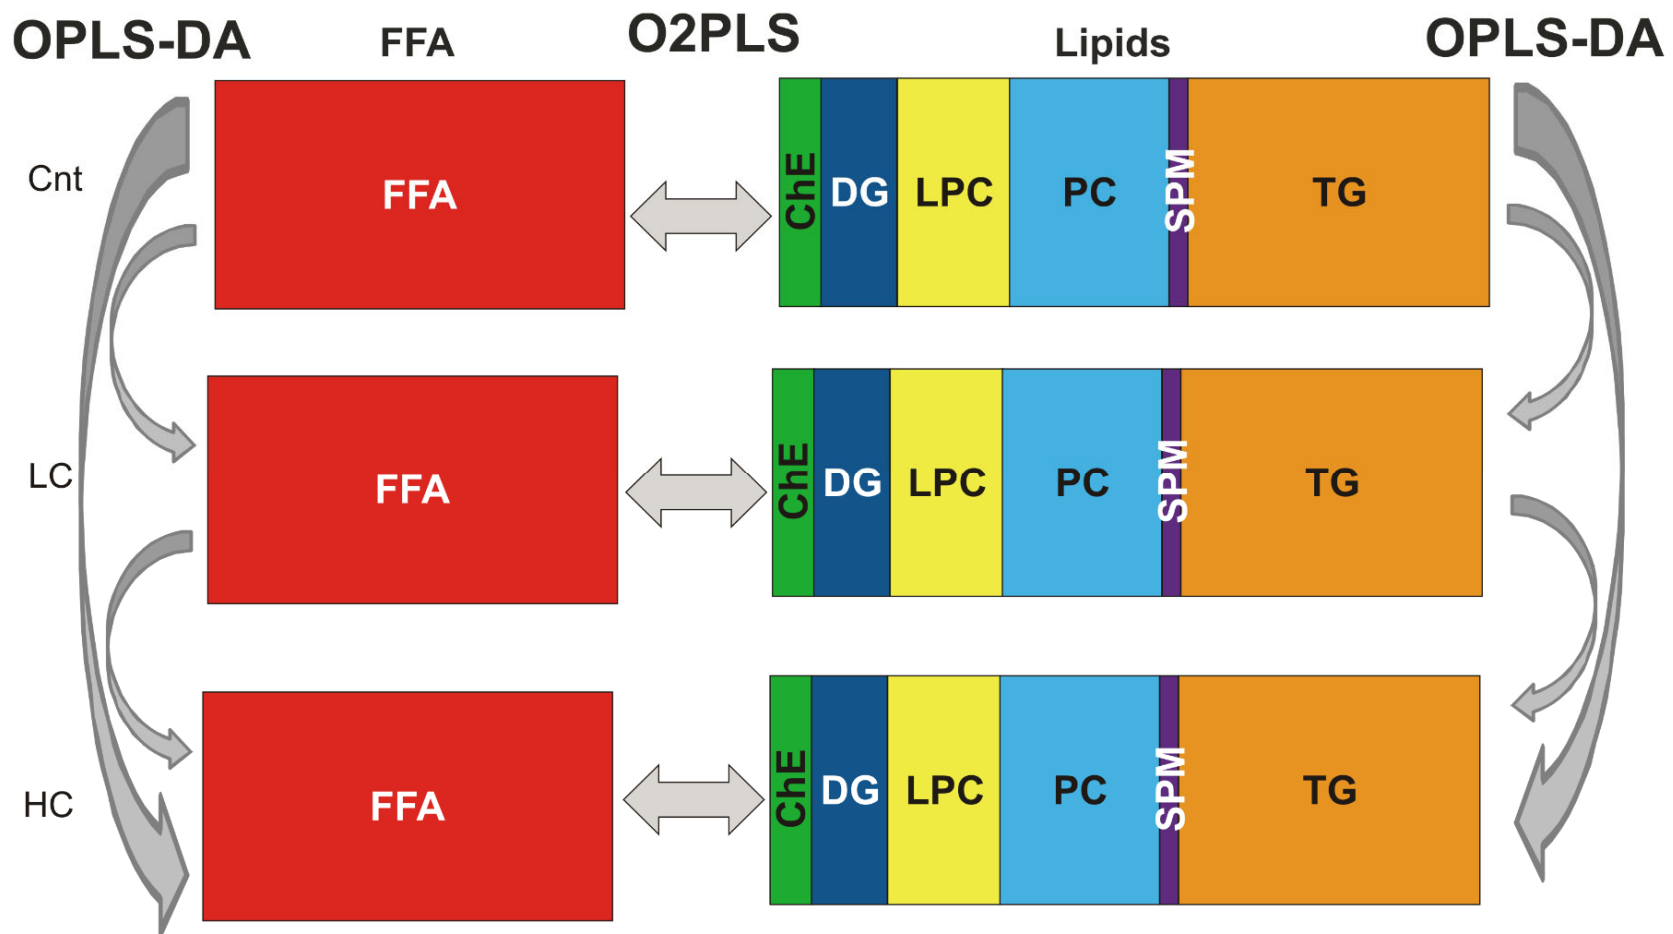 OPLS-DA FFA O2PLS Lipids OPLS-DA
Cnt FFA ChE DG LPC PC SPM TG
LC FFA ChE DG LPC PC SPM TG
HC FFA ChE DG LPC PC SPM TG